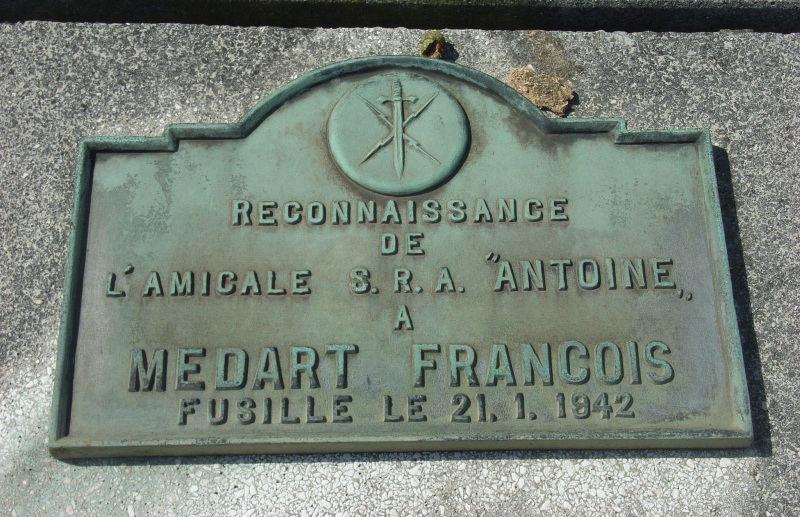 RECONNAISSANCE
DE
L'AMICALE S.R.A. "ANTOINE„
A
MEDART FRANCOIS
FUSILLE LE 21.1.1942